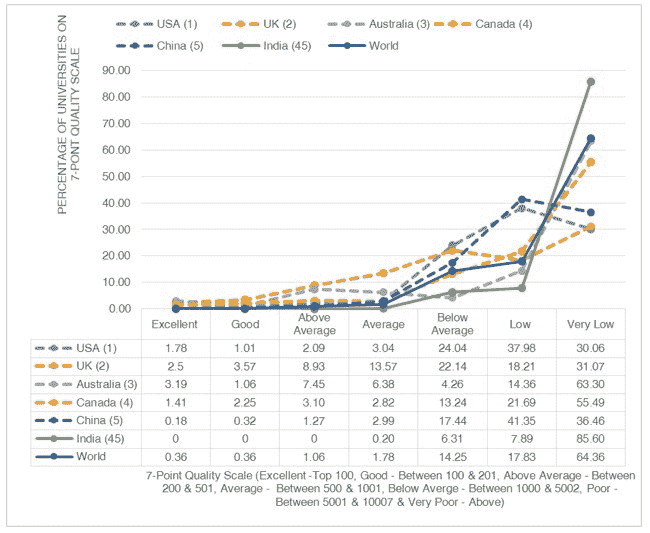 USA (1) UK (2) Australia (3) Canada (4)
China (5) India (45) World
PERCENTAGE OF UNIVERSITIES ON
7-PONT QUALITY SCALE
90.00
80.00
70.00
60.00
50.00
40.00
30.00
20.00
10.00
0.00
Excellent Good Above Average Average Below Average Low Very Low
USA (1) 1.78 1.01 2.09 3.04 24.04 37.98 30.06
UK (2) 2.5 3.57 8.93 13.57 22.14 18.21 31.07
Australia (3) 3.19 1.06 7.45 6.38 4.26 14.36 63.30
Canada (4) 1.41 2.25 3.10 2.82 13.24 21.69 55.49
China (5) 0.18 0.32 1.27 2.99 17.44 41.35 36.46
India (45) 0 0 0 0.20 6.31 7.89 85.60
World 0.36 0.36 1.06 1.78 14.25 17.83 64.36
7-Point Quality Scale (Excellent -Top 100, Good - Between 100 & 201, Above Average - Between
200 & 501, Average - Between 500 & 1001, Below Averge - Between 1000 & 5002, Poor -
Between 5001 & 10007 & Very Poor - Above)